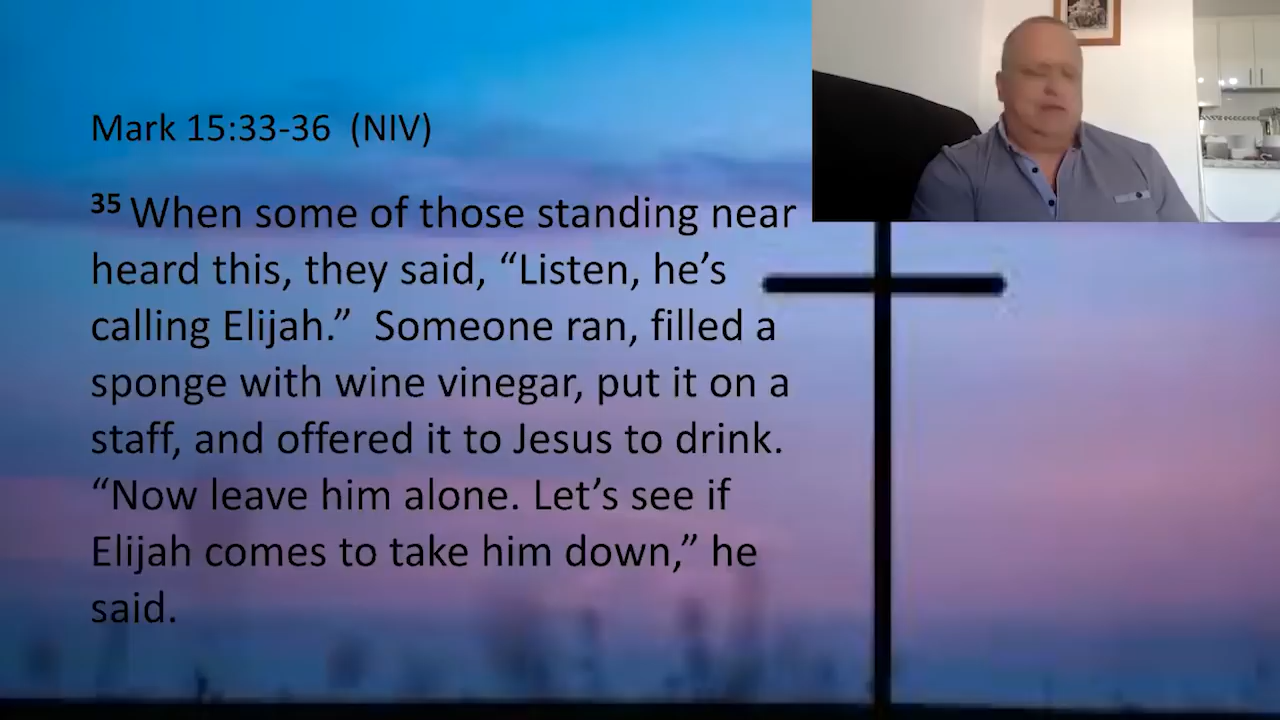 Mark 15:33-36  (NIV)
35 When some of those standing near
heard this, they said, “Listen, he’s
calling Elijah.”  Someone ran, filled a
sponge with wine vinegar, put it on a
staff, and offered it to Jesus to drink.
“Now leave him alone. Let’s see if
Elijah comes to take him down,” he
said.